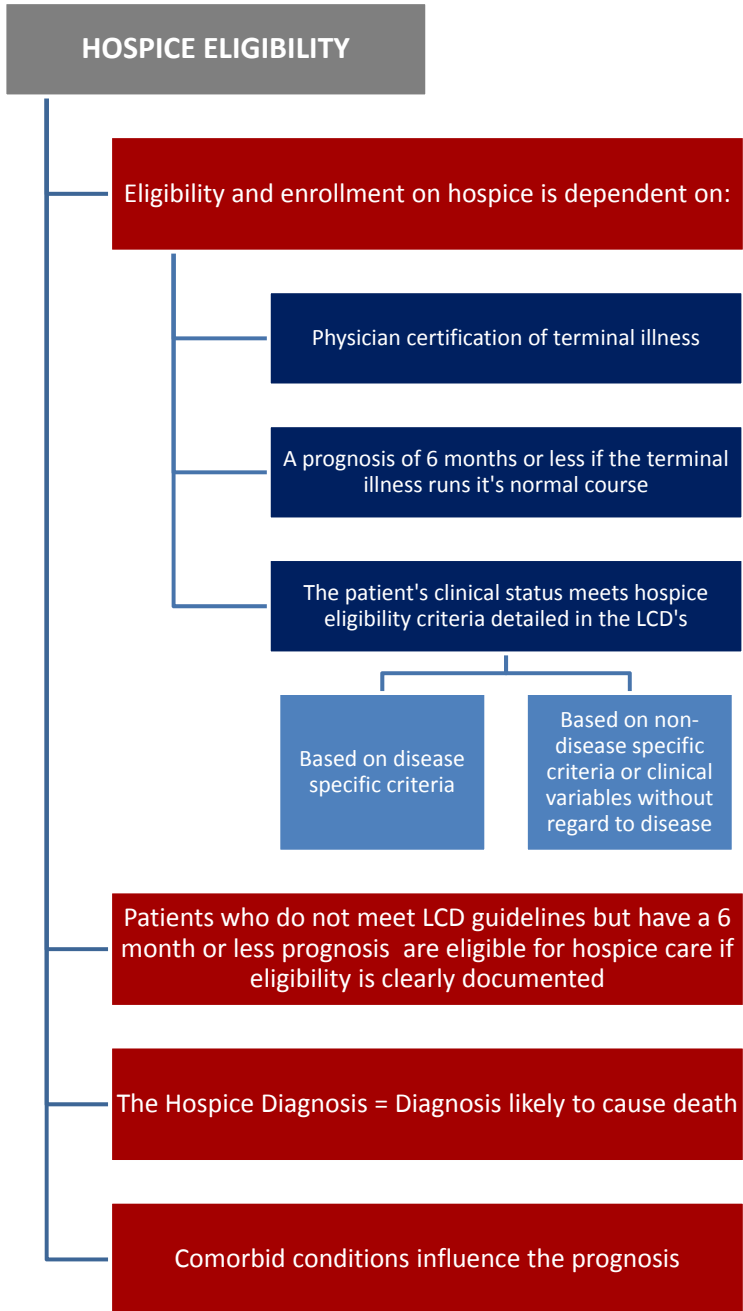 HOSPICE ELIGIBILITY
Eligibility and enrollment on hospice is dependent on:
Physician certification of terminal illness
A prognosis of 6 months or less if the terminal
illness runs it's normal course
The patient's clinical status meets hospice
eligibility criteria detailed in the LCD's
Based on disease
specific criteria
Based on non-
disease specific
criteria or clinical
variables without
regard to disease
Patients who do not meet LCD guidelines but have a 6
month or less prognosis  are eligible for hospice care if
eligibility is clearly documented
The Hospice Diagnosis = Diagnosis likely to cause death
Comorbid conditions influence the prognosis